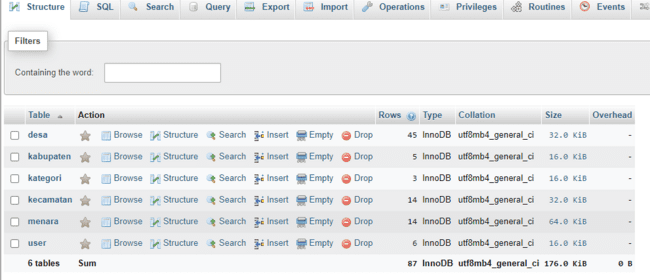 Structure SQL Search Query Export Import Operations Privileges Routines Events
Filters
Containing the word:
Table Action Rows Type Collation Size Overhead
desa Browse Structure Search Insert Empty Drop 45 InnoDB utf8mb4_general_ci 32.0 KiB -
kabupaten Browse Structure Search Insert Empty Drop 5 InnoDB utf8mb4_general_ci 16.0 KiB -
kategori Browse Structure Search Insert Empty Drop 3 InnoDB utf8mb4_general_ci 16.0 KiB -
kecamatan Browse Structure Search Insert Empty Drop 14 InnoDB utf8mb4_general_ci 32.0 KiB -
menara Browse Structure Search Insert Empty Drop 14 InnoDB utf8mb4_general_ci 64.0 KiB -
user Browse Structure Search Insert Empty Drop 6 InnoDB utf8mb4_general_ci 16.0 KiB -
6 tables Sum 87 InnoDB utf8mb4_general_ci 176.0 KiB 0 B